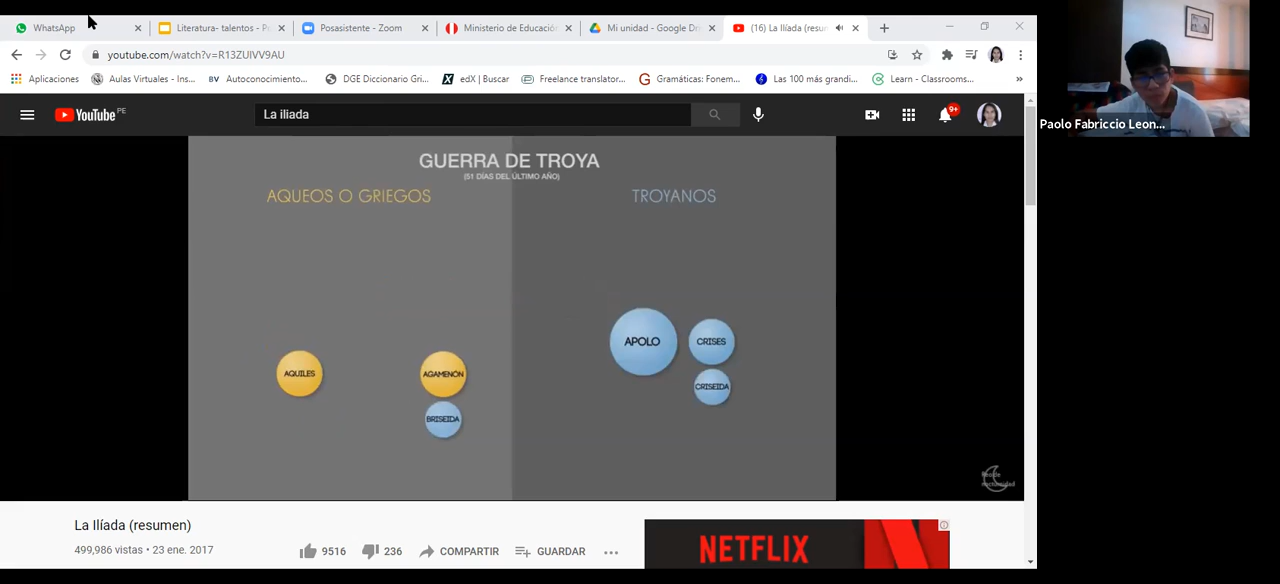 WhatsApp
Literatura- talentos - P
Posasistente - Zoom
Ministerio de Educación
Mi unidad - Google Dr
(16) La Ilíada (resum
youtube.com/watch?v=R13ZUIVV9AU
Aplicaciones
Aulas Virtuales - Ins...
BV Autoconocimiento...
DGE Diccionario Gri...
edX | Buscar
Freelance translator...
Gramáticas: Fonem...
Las 100 más grandi...
Learn - Classrooms...
»
YouTube PE
La iliada
9+
Paolo Fabriccio Leon...
GUERRA DE TROYA
(51 DÍAS DEL ÚLTIMO AÑO)
AQUEOS O GRIEGOS
TROYANOS
APOLO
CRISES
AQUILES
AGAMENÓN
CRISEIDA
BRISEIDA
nocturnidad
La Ilíada (resumen)
499,986 vistas • 23 ene. 2017
9516
236
COMPARTIR
GUARDAR
NETFLIX